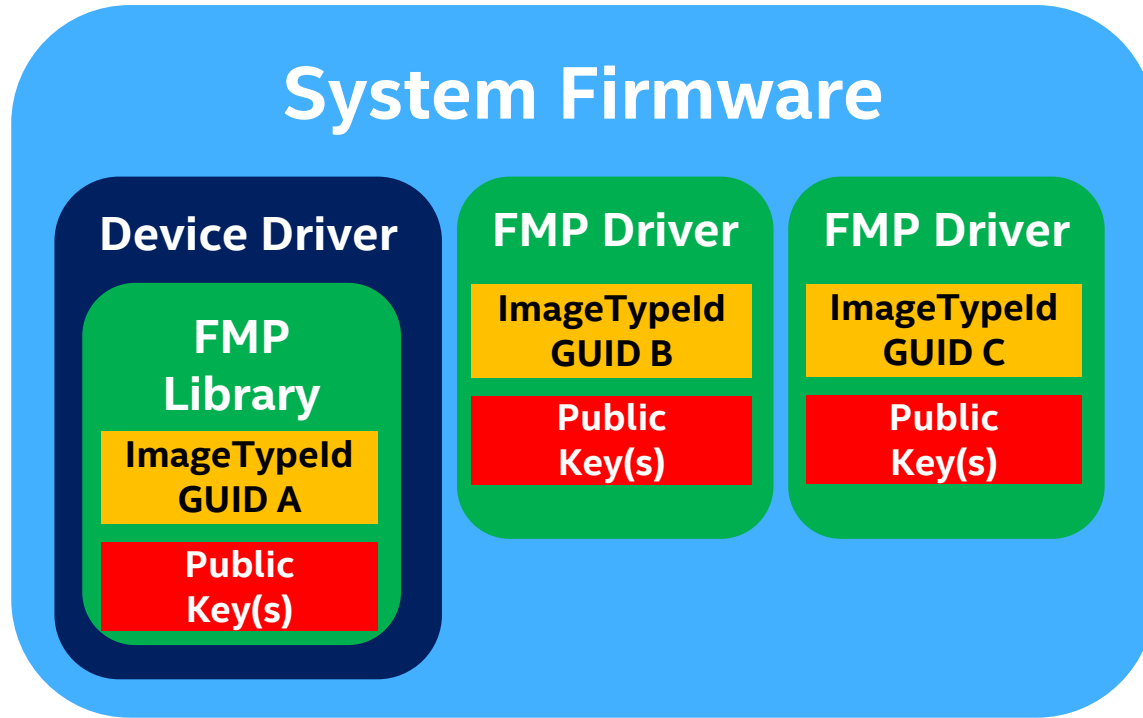 System Firmware
Device Driver
FMP
Library
ImageTypeId
GUID A
Public
Key(s)
FMP Driver
ImageTypeId
GUID B
Public
Key(s)
FMP Driver
ImageTypeId
GUID C
Public
Key(s)